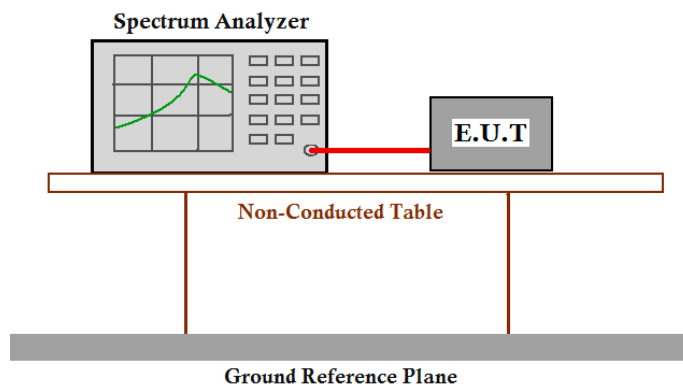 Spectrum Analyzer
E.U.T
Non-Conducted Table
Ground Reference Plane